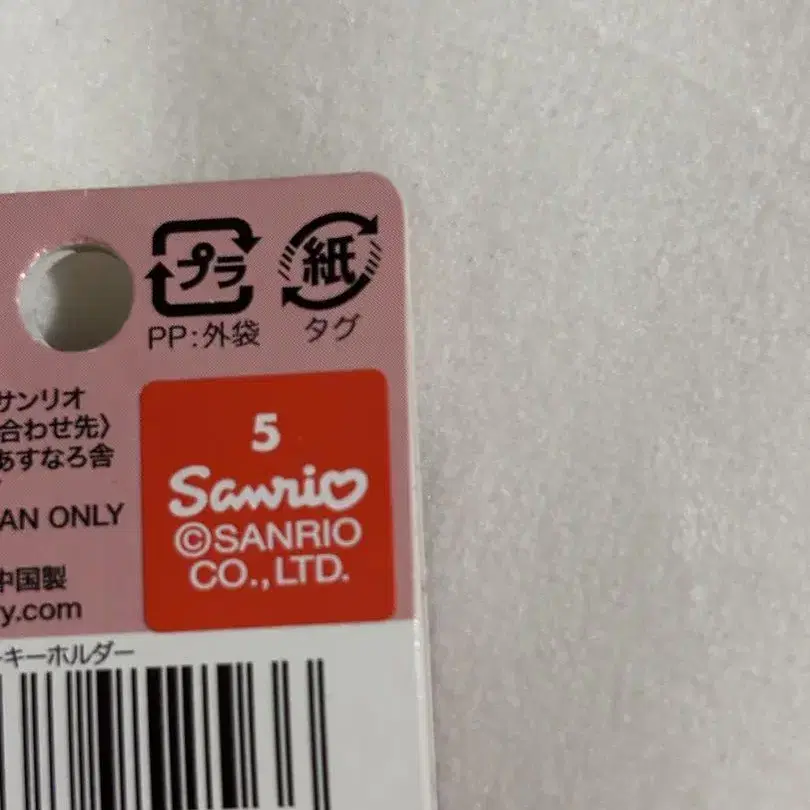 プラ
紙
PP:外袋
タグ
サンリオ
合わせ先〉
あすなろ舎
AN ONLY
中国製
y.com
5
Sanrio
©SANRIO
CO.,LTD.
キーホルダー